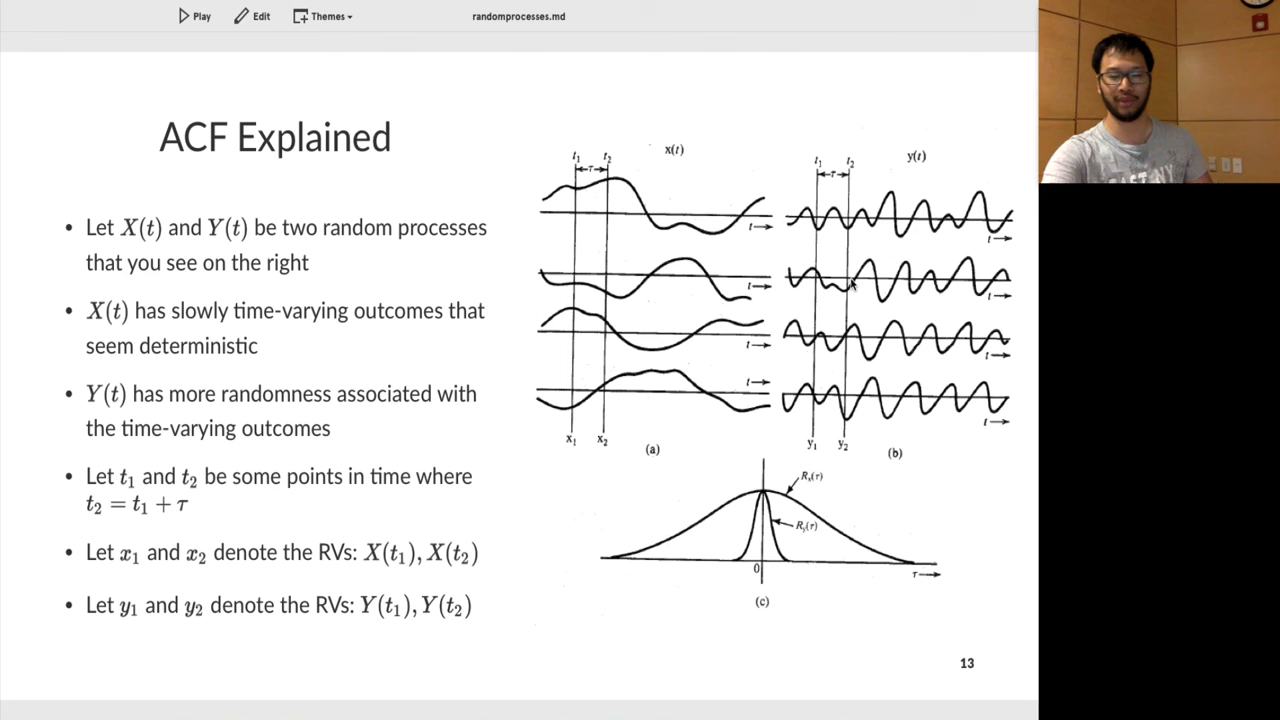 Play Edit Themes randomprocesses.md
ACF Explained
• Let X(t) and Y(t) be two random processes
that you see on the right
• X(t) has slowly time-varying outcomes that
seem deterministic
• Y(t) has more randomness associated with
the time-varying outcomes
• Let t₁ and t₂ be some points in time where
t₂ = t₁ + τ
• Let x₁ and x₂ denote the RVs: X(t₁), X(t₂)
• Let y₁ and y₂ denote the RVs: Y(t₁), Y(t₂)
x(t)
t₁ t₂
τ
t
t
t
t
x₁ x₂
(a)
y(t)
t₁ t₂
τ
t
t
t
t
y₁ y₂
(b)
Rₓ(τ)
Rᵧ(τ)
0
τ
(c)
13